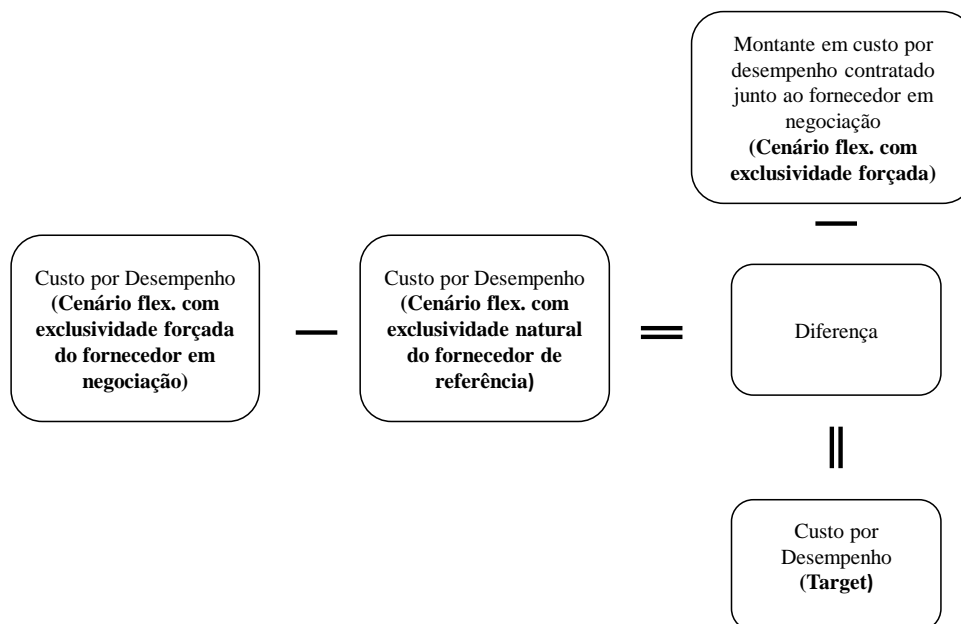 Montante em custo por
desempenho contratado
junto ao fornecedor em
negociação
(Cenário flex. com
exclusividade forçada)
Custo por Desempenho
(Cenário flex. com
exclusividade forçada
do fornecedor em
negociação)
Custo por Desempenho
(Cenário flex. com
exclusividade natural
do fornecedor de
referência)
Diferença
Custo por
Desempenho
(Target)